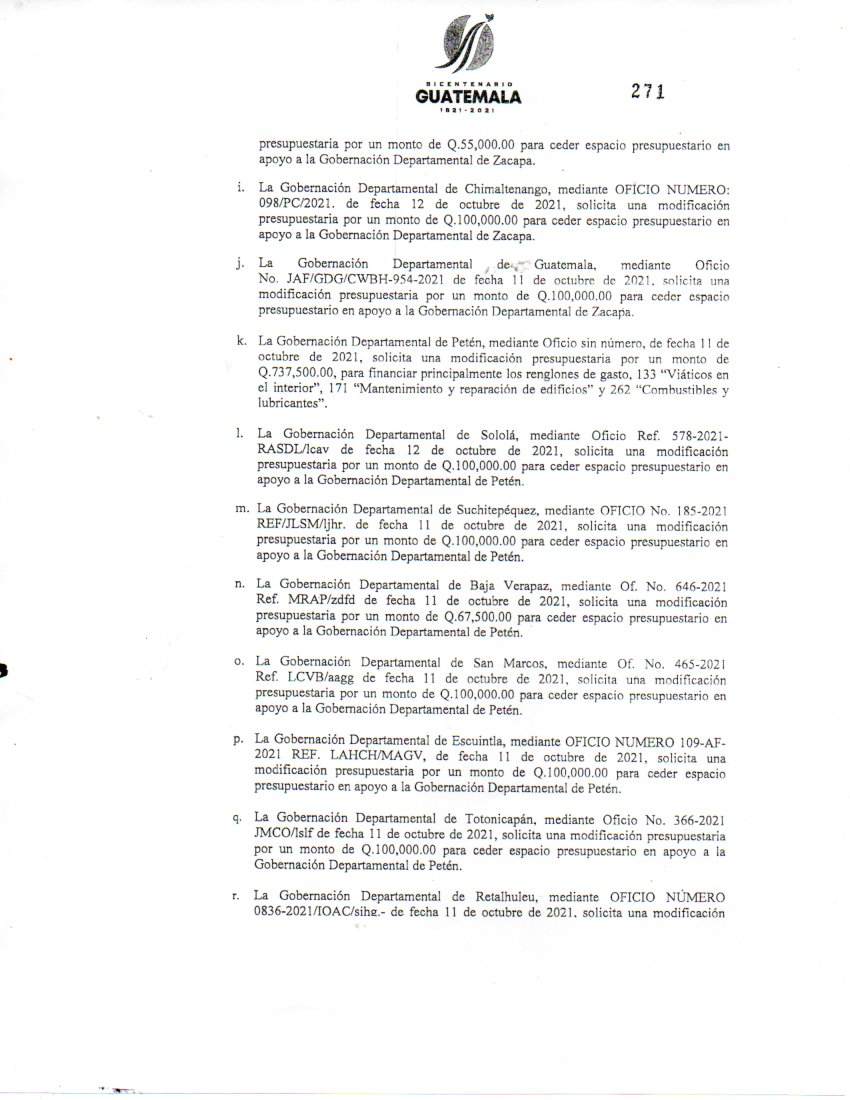 BICENTENARIO
GUATEMALA
1821-2021
271
presupuestaria por un monto de Q.55,000.00 para ceder espacio presupuestario en
apoyo a la Gobernación Departamental de Zacapa.
i. La Gobernación Departamental de Chimaltenango, mediante OFICIO NUMERO:
098/PC/2021. de fecha 12 de octubre de 2021, solicita una modificación
presupuestaria por un monto de Q.100,000.00 para ceder espacio presupuestario en
apoyo a la Gobernación Departamental de Zacapa.
j. La Gobernación Departamental de Guatemala, mediante Oficio
No. JAF/GDG/CWBH-954-2021 de fecha 11 de octubre de 2021, solicita una
modificación presupuestaria por un monto de Q.100,000.00 para ceder espacio
presupuestario en apoyo a la Gobernación Departamental de Zacapa.
k. La Gobernación Departamental de Petén, mediante Oficio sin número, de fecha 11 de
octubre de 2021, solicita una modificación presupuestaria por un monto de
Q.737,500.00, para financiar principalmente los renglones de gasto, 133 “Viáticos en
el interior”, 171 “Mantenimiento y reparación de edificios” y 262 “Combustibles y
lubricantes”.
l. La Gobernación Departamental de Sololá, mediante Oficio Ref. 578-2021-
RASDL/lcav de fecha 12 de octubre de 2021, solicita una modificación
presupuestaria por un monto de Q.100,000.00 para ceder espacio presupuestario en
apoyo a la Gobernación Departamental de Petén.
m. La Gobernación Departamental de Suchitepéquez, mediante OFICIO No. 185-2021
REF/JLSM/ljhr. de fecha 11 de octubre de 2021, solicita una modificación
presupuestaria por un monto de Q.100,000.00 para ceder espacio presupuestario en
apoyo a la Gobernación Departamental de Petén.
n. La Gobernación Departamental de Baja Verapaz, mediante Of. No. 646-2021
Ref. MRAP/zdfd de fecha 11 de octubre de 2021, solicita una modificación
presupuestaria por un monto de Q.67,500.00 para ceder espacio presupuestario en
apoyo a la Gobernación Departamental de Petén.
o. La Gobernación Departamental de San Marcos, mediante Of. No. 465-2021
Ref. LCVB/aagg de fecha 11 de octubre de 2021, solicita una modificación
presupuestaria por un monto de Q.100,000.00 para ceder espacio presupuestario en
apoyo a la Gobernación Departamental de Petén.
p. La Gobernación Departamental de Escuintla, mediante OFICIO NUMERO 109-AF-
2021 REF. LAHCH/MAGV, de fecha 11 de octubre de 2021, solicita una
modificación presupuestaria por un monto de Q.100,000.00 para ceder espacio
presupuestario en apoyo a la Gobernación Departamental de Petén.
q. La Gobernación Departamental de Totonicapán, mediante Oficio No. 366-2021
JMCO/lslf de fecha 11 de octubre de 2021, solicita una modificación presupuestaria
por un monto de Q.100,000.00 para ceder espacio presupuestario en apoyo a la
Gobernación Departamental de Petén.
r. La Gobernación Departamental de Retalhuleu, mediante OFICIO NÚMERO
0836-2021/IOAC/sihg.- de fecha 11 de octubre de 2021. solicita una modificación